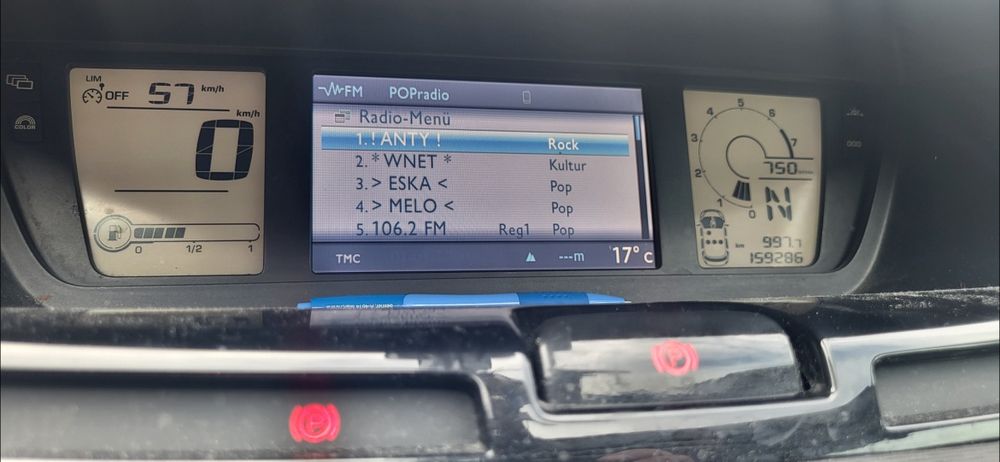 LIM
OFF 57 km/h
km/h
0
0 1/2 1
COLOR
FM POPradio
Radio-Menü
1. ! ANTY ! Rock
2. * WNET * Kultur
3. > ESKA < Pop
4. > MELO < Pop
5. 106.2 FM Reg1 Pop
TMC ---m 17° C
0 1 2 3 4 5 6 7
750
N
km 997.7
159286
P
P